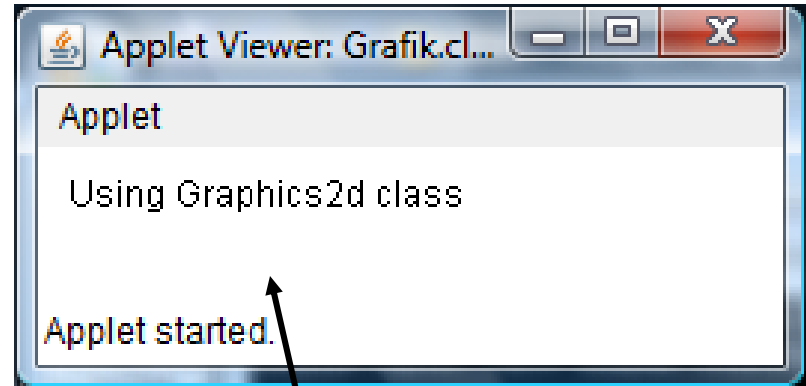 Applet Viewer: Grafik.cl...
Applet
Using Graphics2d class
Applet started.